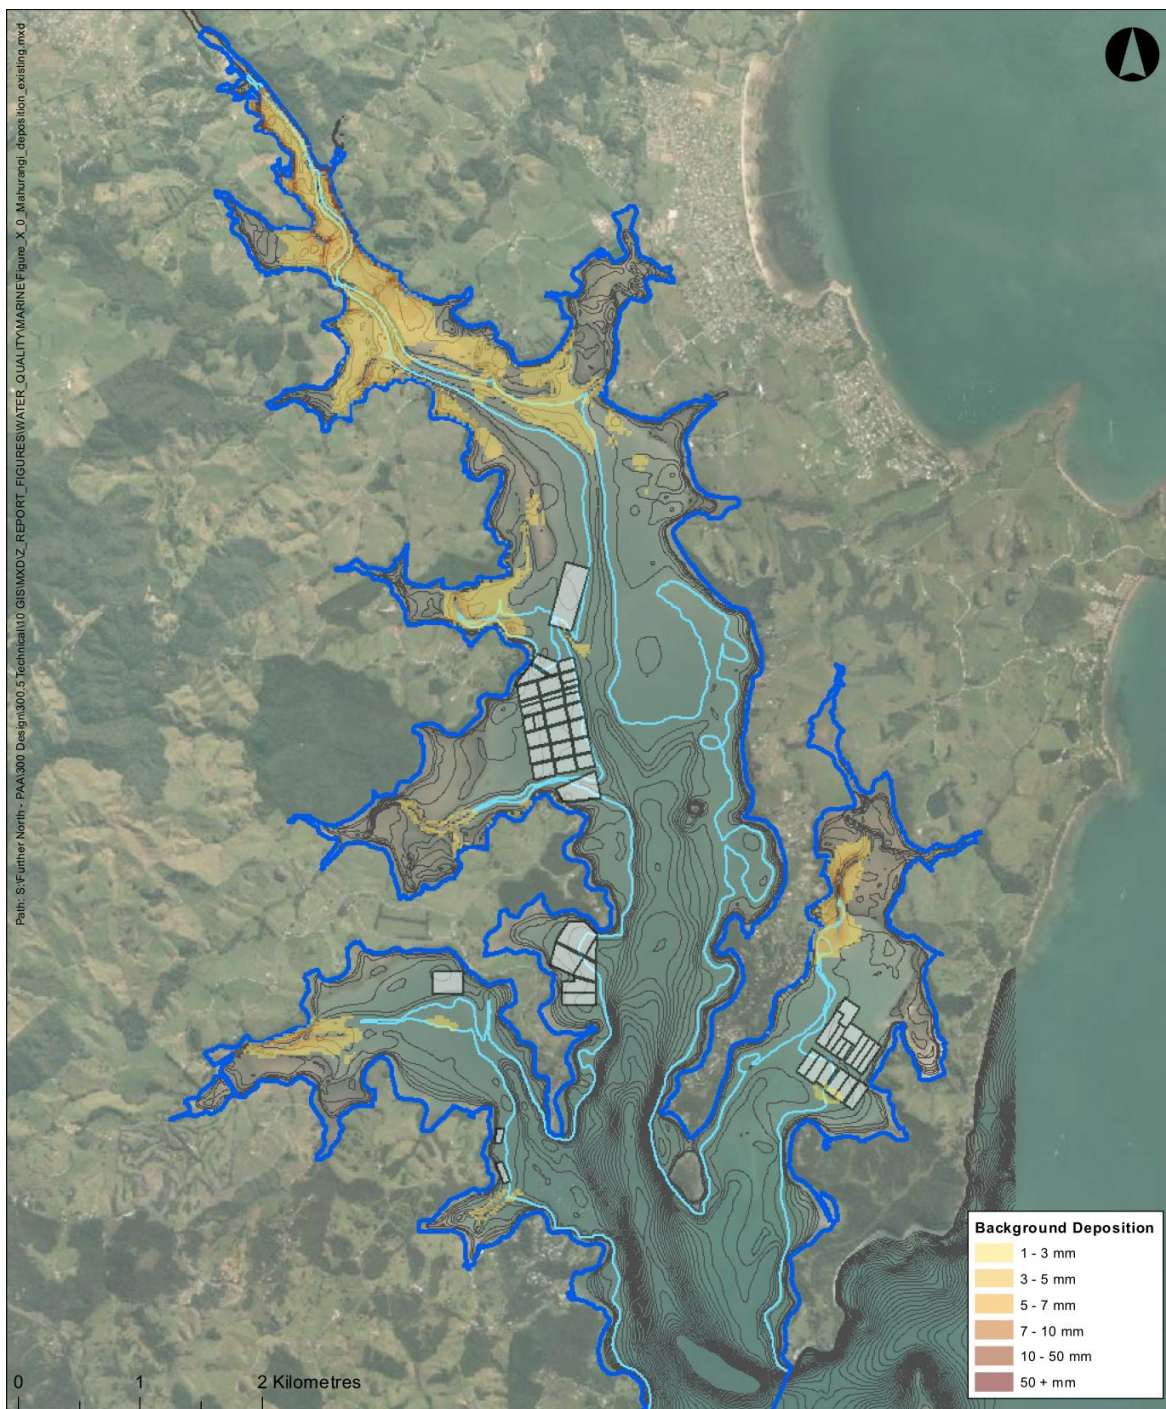 Path: S:\Further North - PAA\300 Design\300.5 Technical\10 GIS\MXD\Z_REPORT_FIGURES\WATER_QUALITY\MARINE\Figure_X_0_Mahurangi_deposition_existing.mxd
Background Deposition
1 - 3 mm
3 - 5 mm
5 - 7 mm
7 - 10 mm
10 - 50 mm
50 + mm
0 1 2 Kilometres